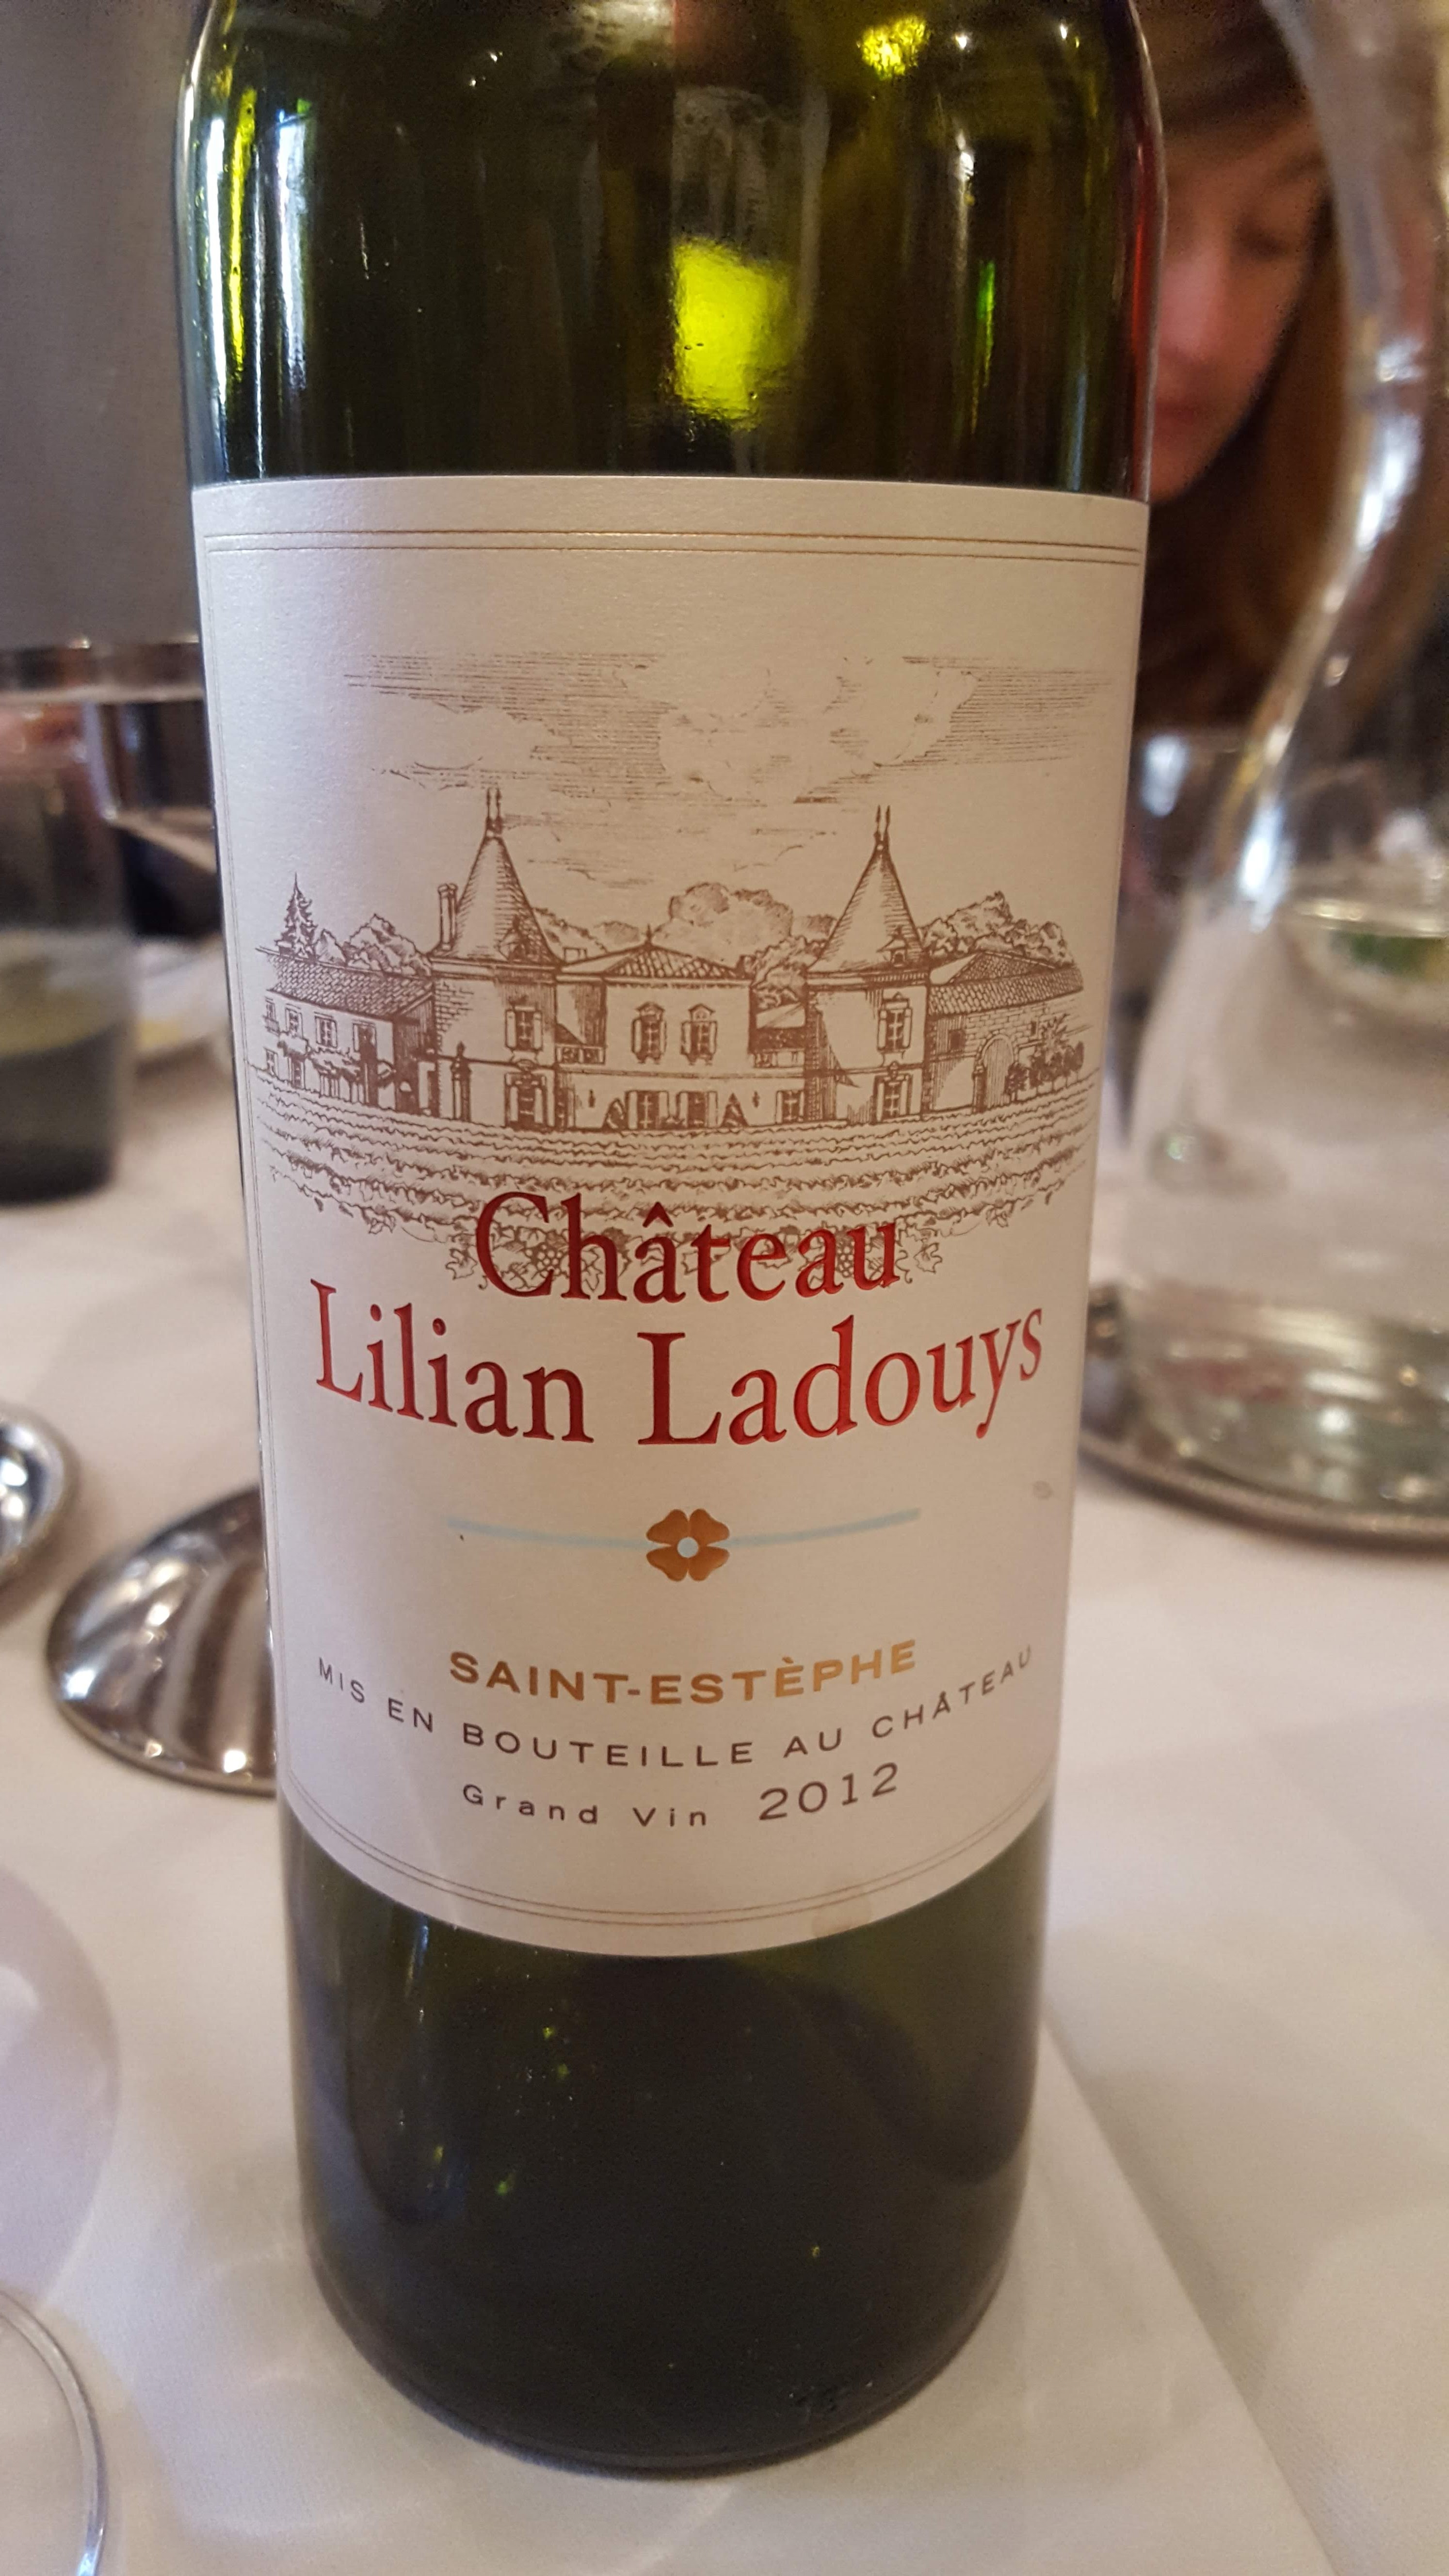 Château
Lilian Ladouys
SAINT-ESTÈPHE
MIS EN BOUTEILLE AU CHÂTEAU
Grand Vin 2012